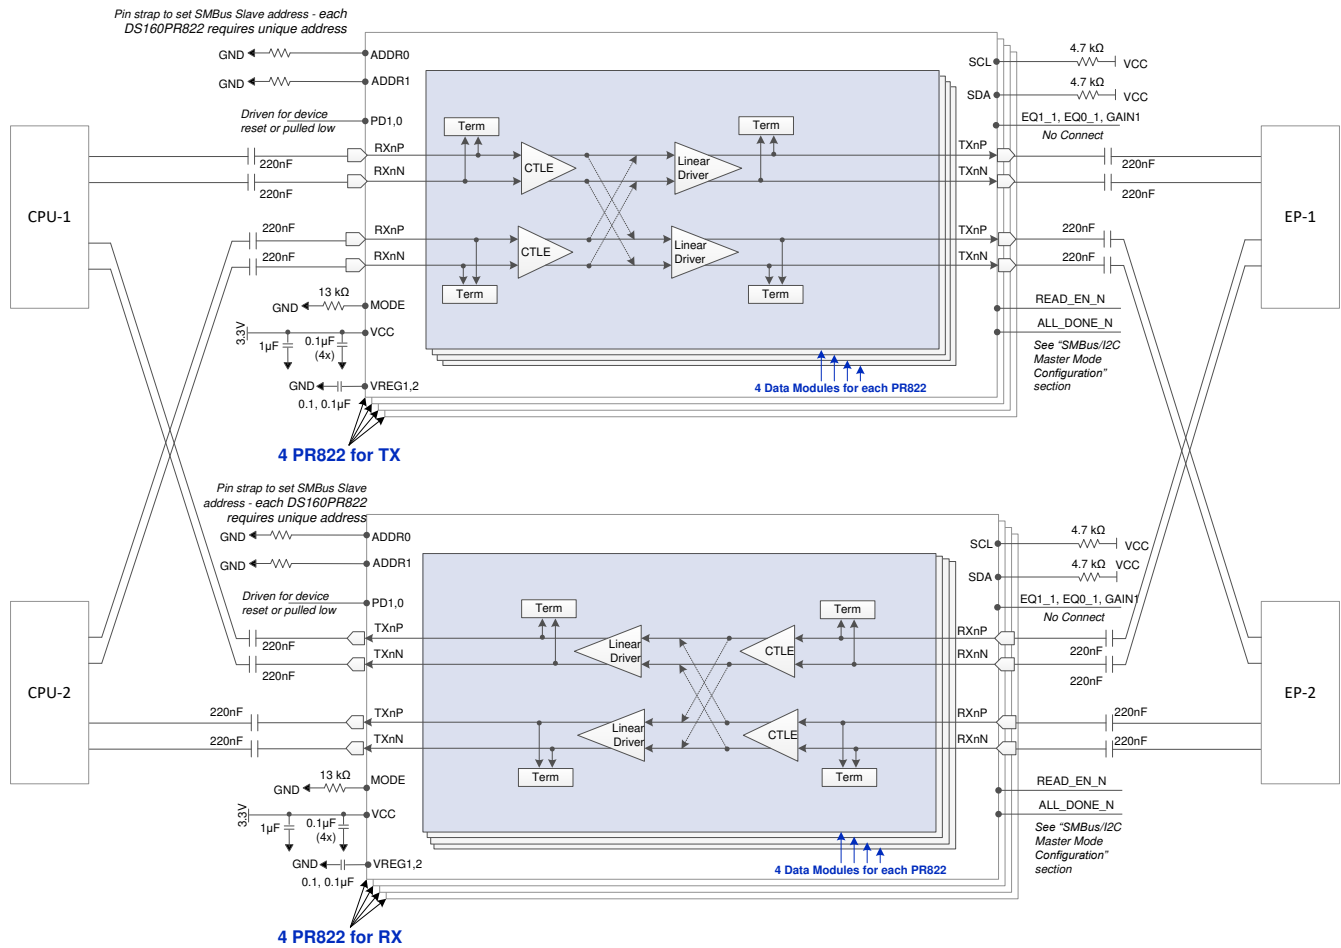 Pin strap to set SMBus Slave address - each
DS160PR822 requires unique address
GND
ADDR0
GND
ADDR1
Driven for device
reset or pulled low
PD1,0
SCL
4.7 kΩ
VCC
SDA
4.7 kΩ
VCC
EQ1_1, EQ0_1, GAIN1
No Connect
CPU-1
220nF
220nF
RXnP
RXnN
Term
CTLE
Linear
Driver
Term
TXnP
TXnN
220nF
220nF
EP-1
220nF
220nF
RXnP
RXnN
Term
CTLE
Linear
Driver
Term
TXnP
TXnN
220nF
220nF
GND
13 kΩ
MODE
3.3V
1µF
0.1µF
(4x)
VCC
GND
VREG1,2
0.1, 0.1µF
READ_EN_N
ALL_DONE_N
See "SMBus/I2C
Master Mode
Configuration"
section
4 Data Modules for each PR822
4 PR822 for TX
Pin strap to set SMBus Slave
address - each DS160PR822
requires unique address
GND
ADDR0
GND
ADDR1
Driven for device
reset or pulled low
PD1,0
SCL
4.7 kΩ
VCC
SDA
4.7 kΩ
VCC
EQ1_1, EQ0_1, GAIN1
No Connect
CPU-2
220nF
220nF
TXnP
TXnN
Term
Linear
Driver
CTLE
Term
RXnP
RXnN
220nF
220nF
EP-2
220nF
220nF
TXnP
TXnN
Term
Linear
Driver
CTLE
Term
RXnP
RXnN
220nF
220nF
GND
13 kΩ
MODE
3.3V
1µF
0.1µF
(4x)
VCC
GND
VREG1,2
0.1, 0.1µF
READ_EN_N
ALL_DONE_N
See "SMBus/I2C
Master Mode
Configuration"
section
4 Data Modules for each PR822
4 PR822 for RX